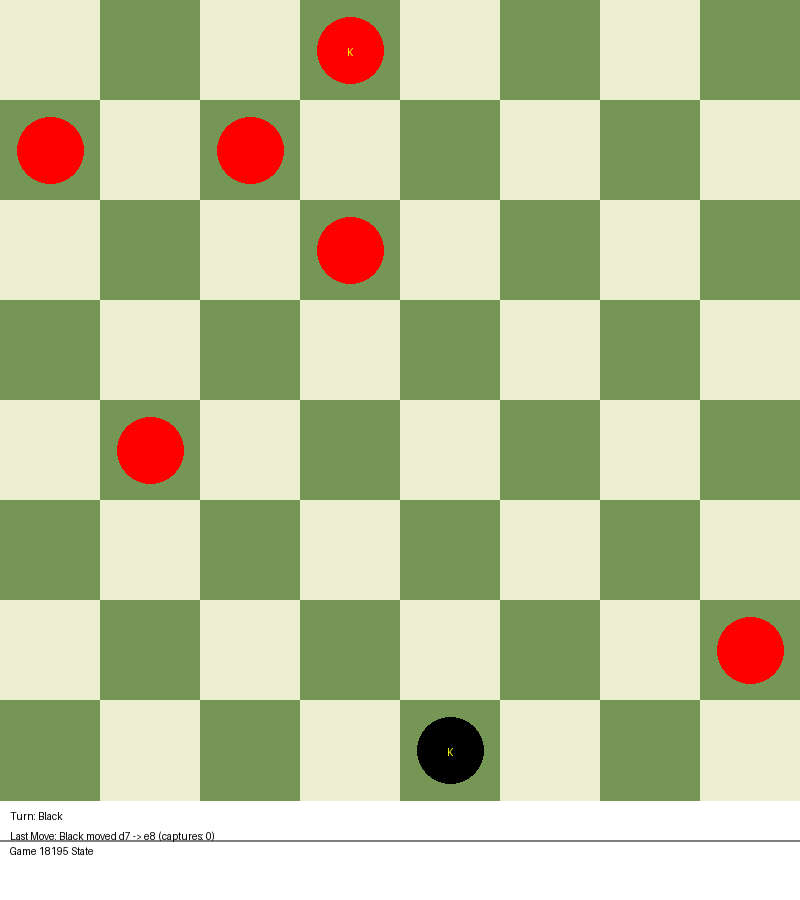 K
K
Turn: Black
Last Move: Black moved d7 -> e8 (captures: 0)
Game 18195 State